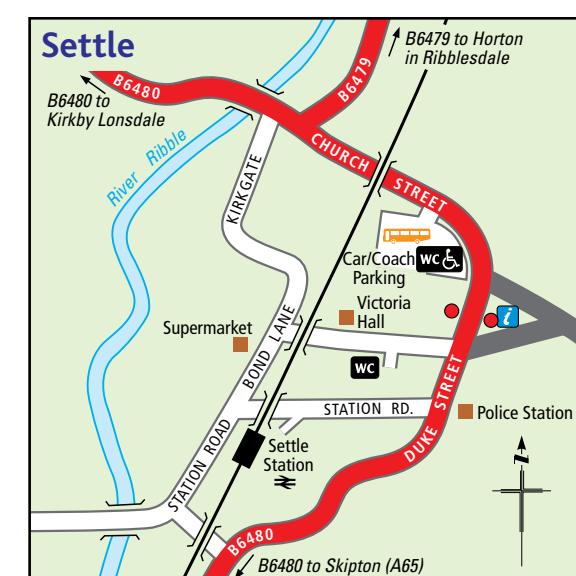 Settle
B6479 to Horton
in Ribblesdale
B6480
B6479
B6480 to
Kirkby Lonsdale
River Ribble
CHURCH
STREET
KIRKGATE
Car/Coach
Parking
WC
Victoria
Hall
i
Supermarket
BOND LANE
WC
STATION RD.
DUKE STREET
Police Station
STATION ROAD
Settle
Station
B6480
B6480 to Skipton (A65)